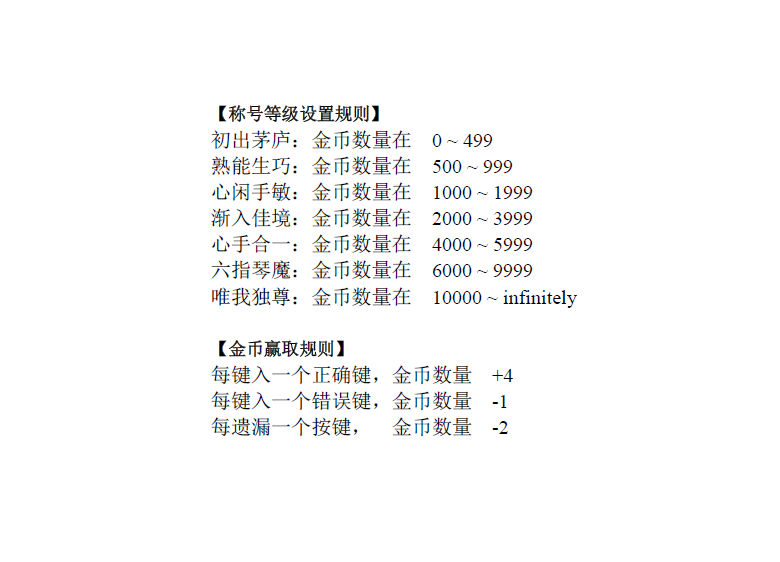 【称号等级设置规则】
初出茅庐：金币数量在 0 ~ 499
熟能生巧：金币数量在 500 ~ 999
心闲手敏：金币数量在 1000 ~ 1999
渐入佳境：金币数量在 2000 ~ 3999
心手合一：金币数量在 4000 ~ 5999
六指琴魔：金币数量在 6000 ~ 9999
唯我独尊：金币数量在 10000 ~ infinitely
【金币赢取规则】
每键入一个正确键，金币数量 +4
每键入一个错误键，金币数量 -1
每遗漏一个按键， 金币数量 -2